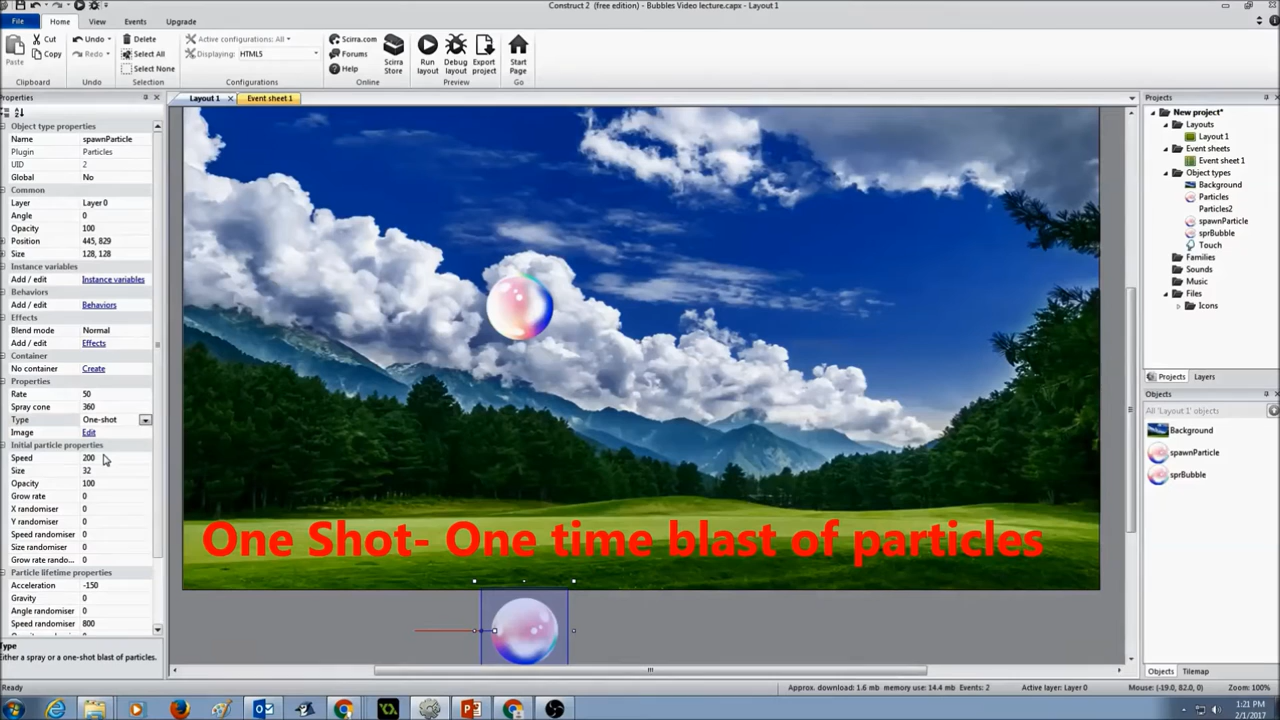 Construct 2 (free edition) - Bubbles Video lecture.capx - Layout 1
File Home View Events Upgrade
Paste
Cut
Copy
Clipboard
Undo
Redo
Undo
Delete
Select All
Select None
Selection
Active configurations: All
Displaying: HTML5
Configurations
Scirra.com
Forums
Help
Scirra Store
Online
Run layout
Debug layout
Export project
Preview
Start Page
Go
Properties
Object type properties
Name spawnParticle
Plugin Particles
UID 2
Global No
Common
Layer Layer 0
Angle 0
Opacity 100
Position 445, 829
Size 128, 128
Instance variables
Add / edit Instance variables
Behaviors
Add / edit Behaviors
Effects
Blend mode Normal
Add / edit Effects
Container
No container Create
Properties
Rate 50
Spray cone 360
Type One-shot
Image Edit
Initial particle properties
Speed 200
Size 32
Opacity 100
Grow rate 0
X randomiser 0
Y randomiser 0
Speed randomiser 0
Size randomiser 0
Grow rate rando... 0
Particle lifetime properties
Acceleration -150
Gravity 0
Angle randomiser 0
Speed randomiser 800
Type
Either a spray or a one-shot blast of particles.
Layout 1
Event sheet 1
One Shot- One time blast of particles
Projects
New project*
Layouts
Layout 1
Event sheets
Event sheet 1
Object types
Background
Particles
Particles2
spawnParticle
sprBubble
Touch
Families
Sounds
Music
Files
Icons
Projects Layers
Objects
All 'Layout 1' objects
Background
spawnParticle
sprBubble
Objects Tilemap
Ready
Approx. download: 1.6 mb memory use: 14.4 mb Events: 2
Active layer: Layer 0
Mouse: (-19.0, 82.0, 0)
Zoom: 100%
1:21 PM
2/1/2017